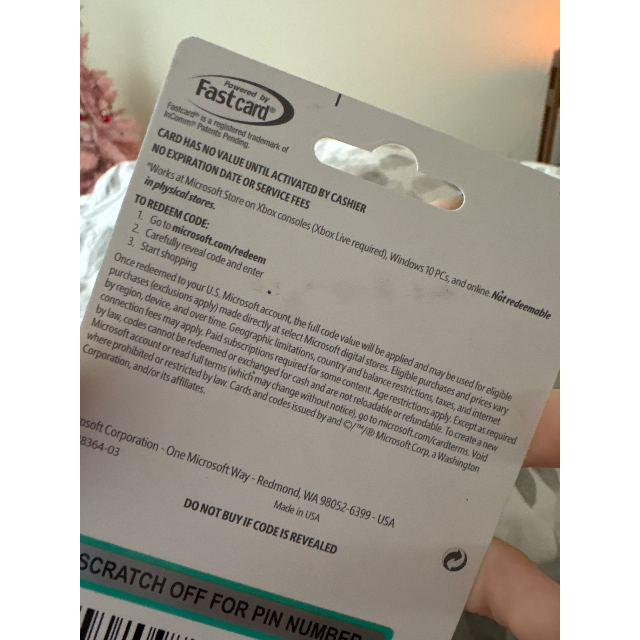 Powered by
Fastcard®
Fastcard® is a registered trademark of
InComm® Patents Pending.
CARD HAS NO VALUE UNTIL ACTIVATED BY CASHIER
NO EXPIRATION DATE OR SERVICE FEES
*Works at Microsoft Store on Xbox consoles (Xbox Live required), Windows 10 PCs, and online. Not redeemable
in physical stores.
TO REDEEM CODE:
1. Go to microsoft.com/redeem
2. Carefully reveal code and enter
3. Start shopping
Once redeemed to your U.S. Microsoft account, the full code value will be applied and may be used for eligible
purchases (exclusions apply) made directly at select Microsoft digital stores. Eligible purchases and prices vary
by region, device, and over time. Geographic limitations, country and balance restrictions, taxes, and internet
connection fees may apply. Paid subscriptions required for some content. Age restrictions apply. Except as required
by law, codes cannot be redeemed or exchanged for cash and are not reloadable or refundable. To create a new
Microsoft account or read full terms (which may change without notice), go to microsoft.com/cardterms. Void
where prohibited or restricted by law. Cards and codes issued by and ©/™/® Microsoft Corp, a Washington
Corporation, and/or its affiliates.
osoft Corporation - One Microsoft Way - Redmond, WA 98052-6399 - USA
8364-03
Made in USA
DO NOT BUY IF CODE IS REVEALED
SCRATCH OFF FOR PIN NUMBER